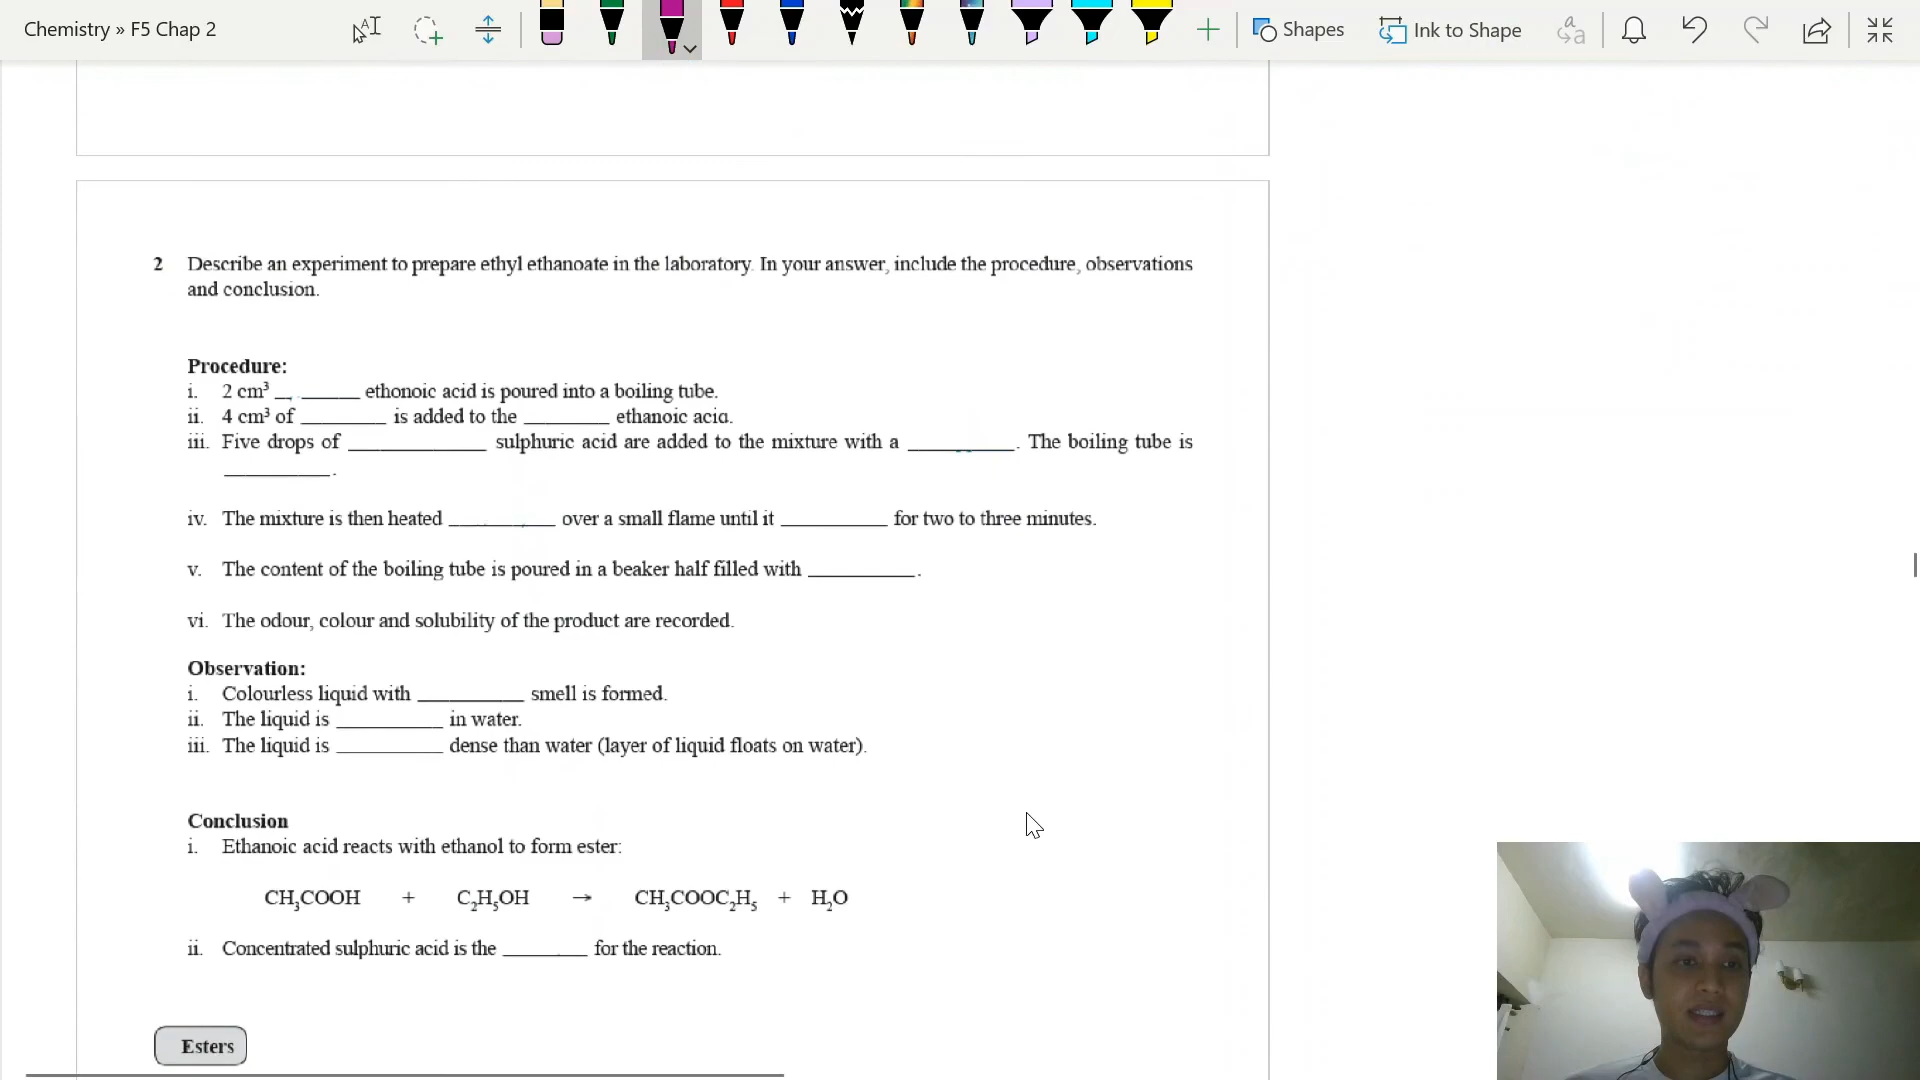 Chemistry » F5 Chap 2
Shapes
Ink to Shape
2 Describe an experiment to prepare ethyl ethanoate in the laboratory. In your answer, include the procedure, observations
and conclusion.
Procedure:
i. 2 cm³ ________ ethonoic acid is poured into a boiling tube.
ii. 4 cm³ of ________ is added to the ________ ethanoic acid.
iii. Five drops of _____________ sulphuric acid are added to the mixture with a __________. The boiling tube is
__________.
iv. The mixture is then heated __________ over a small flame until it __________ for two to three minutes.
v. The content of the boiling tube is poured in a beaker half filled with __________.
vi. The odour, colour and solubility of the product are recorded.
Observation:
i. Colourless liquid with __________ smell is formed.
ii. The liquid is __________ in water.
iii. The liquid is __________ dense than water (layer of liquid floats on water).
Conclusion
i. Ethanoic acid reacts with ethanol to form ester:
CH₃COOH + C₂H₅OH → CH₃COOC₂H₅ + H₂O
ii. Concentrated sulphuric acid is the ________ for the reaction.
Esters